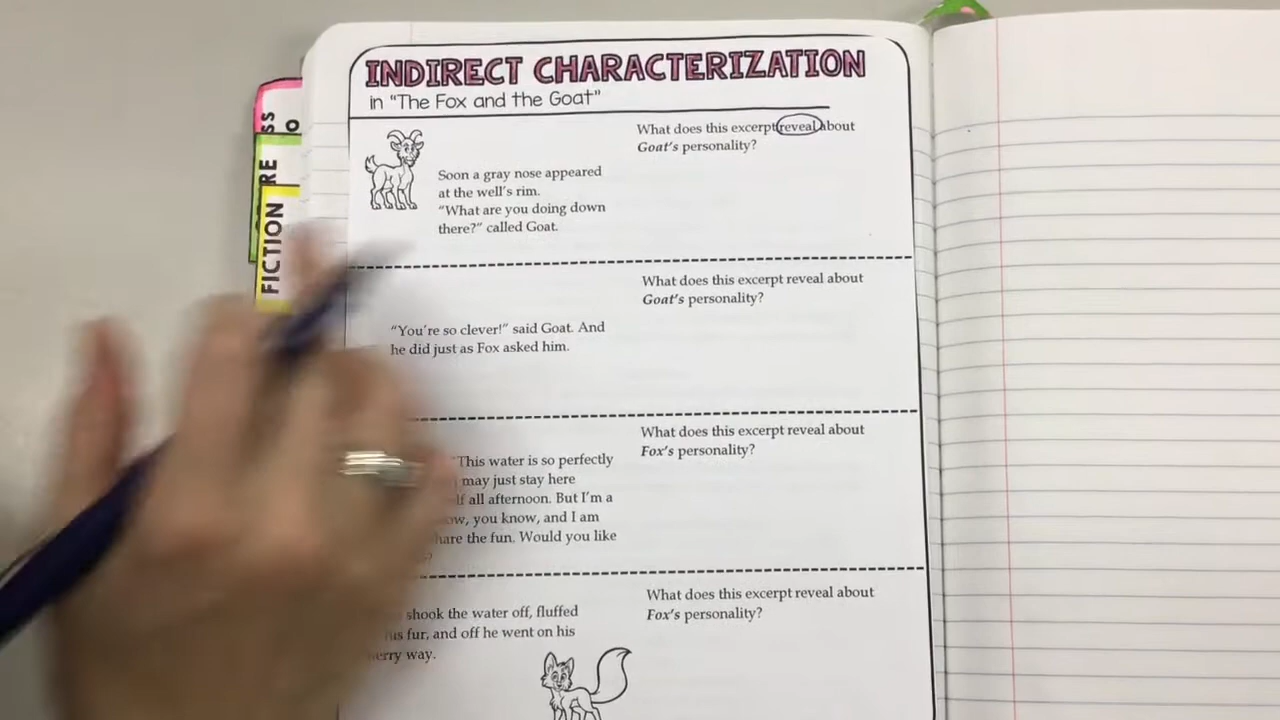 INDIRECT CHARACTERIZATION
in "The Fox and the Goat"
What does this excerpt reveal about
Goat's personality?
Soon a gray nose appeared
at the well's rim.
"What are you doing down
there?" called Goat.
What does this excerpt reveal about
Goat's personality?
"You're so clever!" said Goat. And
he did just as Fox asked him.
What does this excerpt reveal about
Fox's personality?
"This water is so perfectly
may just stay here
all afternoon. But I'm a
you know, and I am
the fun. Would you like
What does this excerpt reveal about
Fox's personality?
shook the water off, fluffed
fur, and off he went on his
way.
SS
O
RE
FICTION